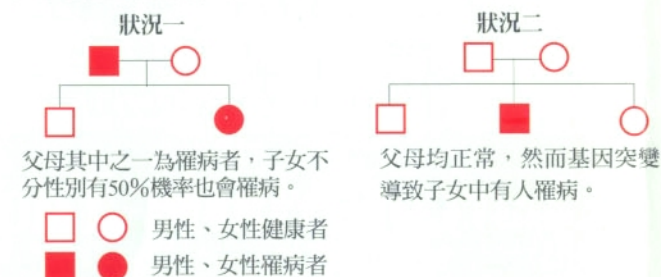 狀況一
父母其中之一為罹病者，子女不
分性別有50%機率也會罹病。
狀況二
父母均正常，然而基因突變
導致子女中有人罹病。
男性、女性健康者
男性、女性罹病者